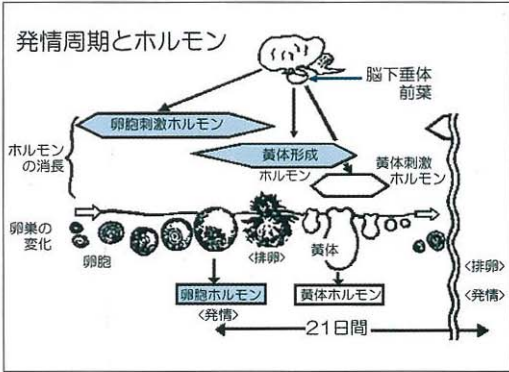 発情周期とホルモン
脳下垂体
前葉
卵胞刺激ホルモン
ホルモン
の消長
黄体形成
ホルモン
黄体刺激
ホルモン
卵巣の
変化
卵胞
〈排卵〉
黄体
〈排卵〉
卵胞ホルモン
黄体ホルモン
〈発情〉
〈発情〉
21日間